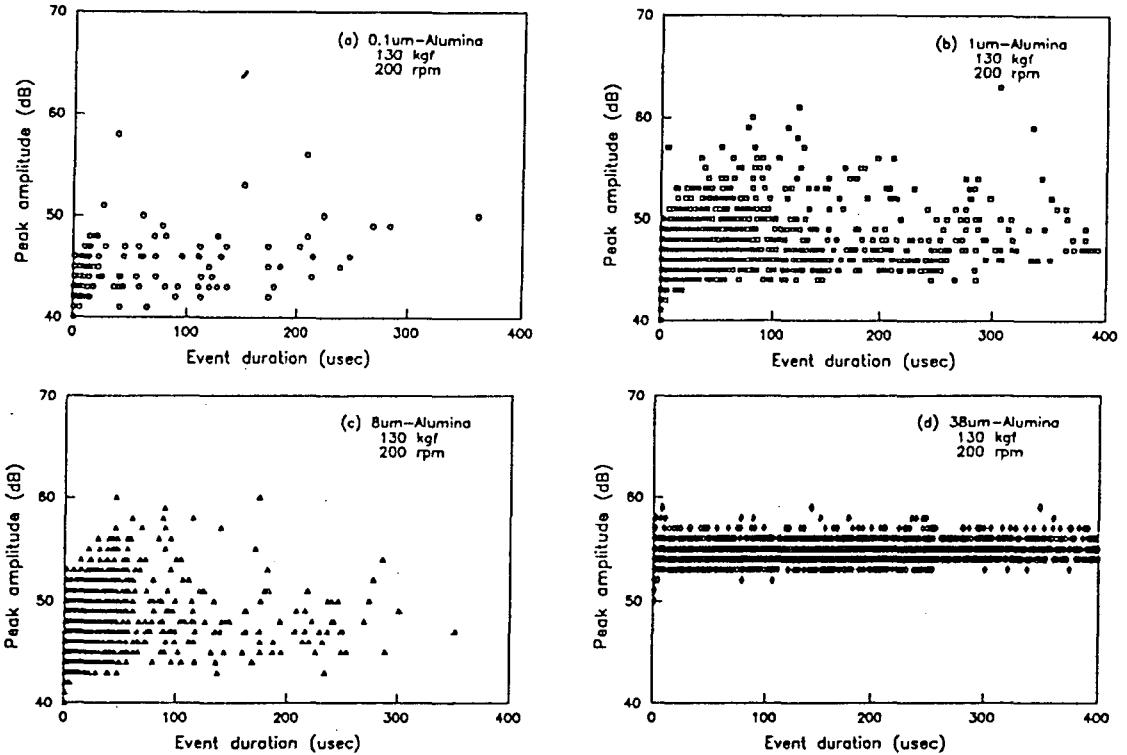 70
60
50
40
0
100
200
300
400
Peak amplitude (dB)
Event duration (usec)
(a) 0.1um-Alumina
130 kgf
200 rpm
70
60
50
40
0
100
200
300
400
Peak amplitude (dB)
Event duration (usec)
(b) 1um-Alumina
130 kgf
200 rpm
70
60
50
40
0
100
200
300
400
Peak amplitude (dB)
Event duration (usec)
(c) 8um-Alumina
130 kgf
200 rpm
70
60
50
40
0
100
200
300
400
Peak amplitude (dB)
Event duration (usec)
(d) 38um-Alumina
130 kgf
200 rpm